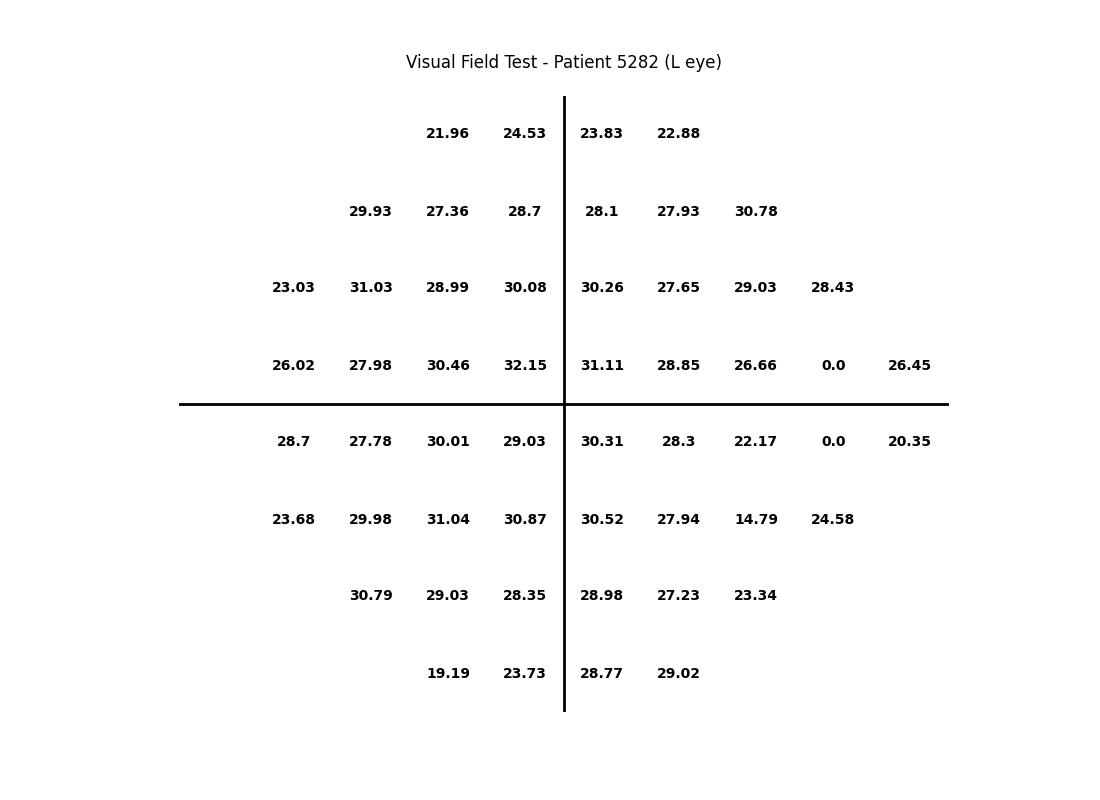 Visual Field Test - Patient 5282 (L eye)
21.96 24.53 23.83 22.88
29.93 27.36 28.7 28.1 27.93 30.78
23.03 31.03 28.99 30.08 30.26 27.65 29.03 28.43
26.02 27.98 30.46 32.15 31.11 28.85 26.66 0.0 26.45
28.7 27.78 30.01 29.03 30.31 28.3 22.17 0.0 20.35
23.68 29.98 31.04 30.87 30.52 27.94 14.79 24.58
30.79 29.03 28.35 28.98 27.23 23.34
19.19 23.73 28.77 29.02